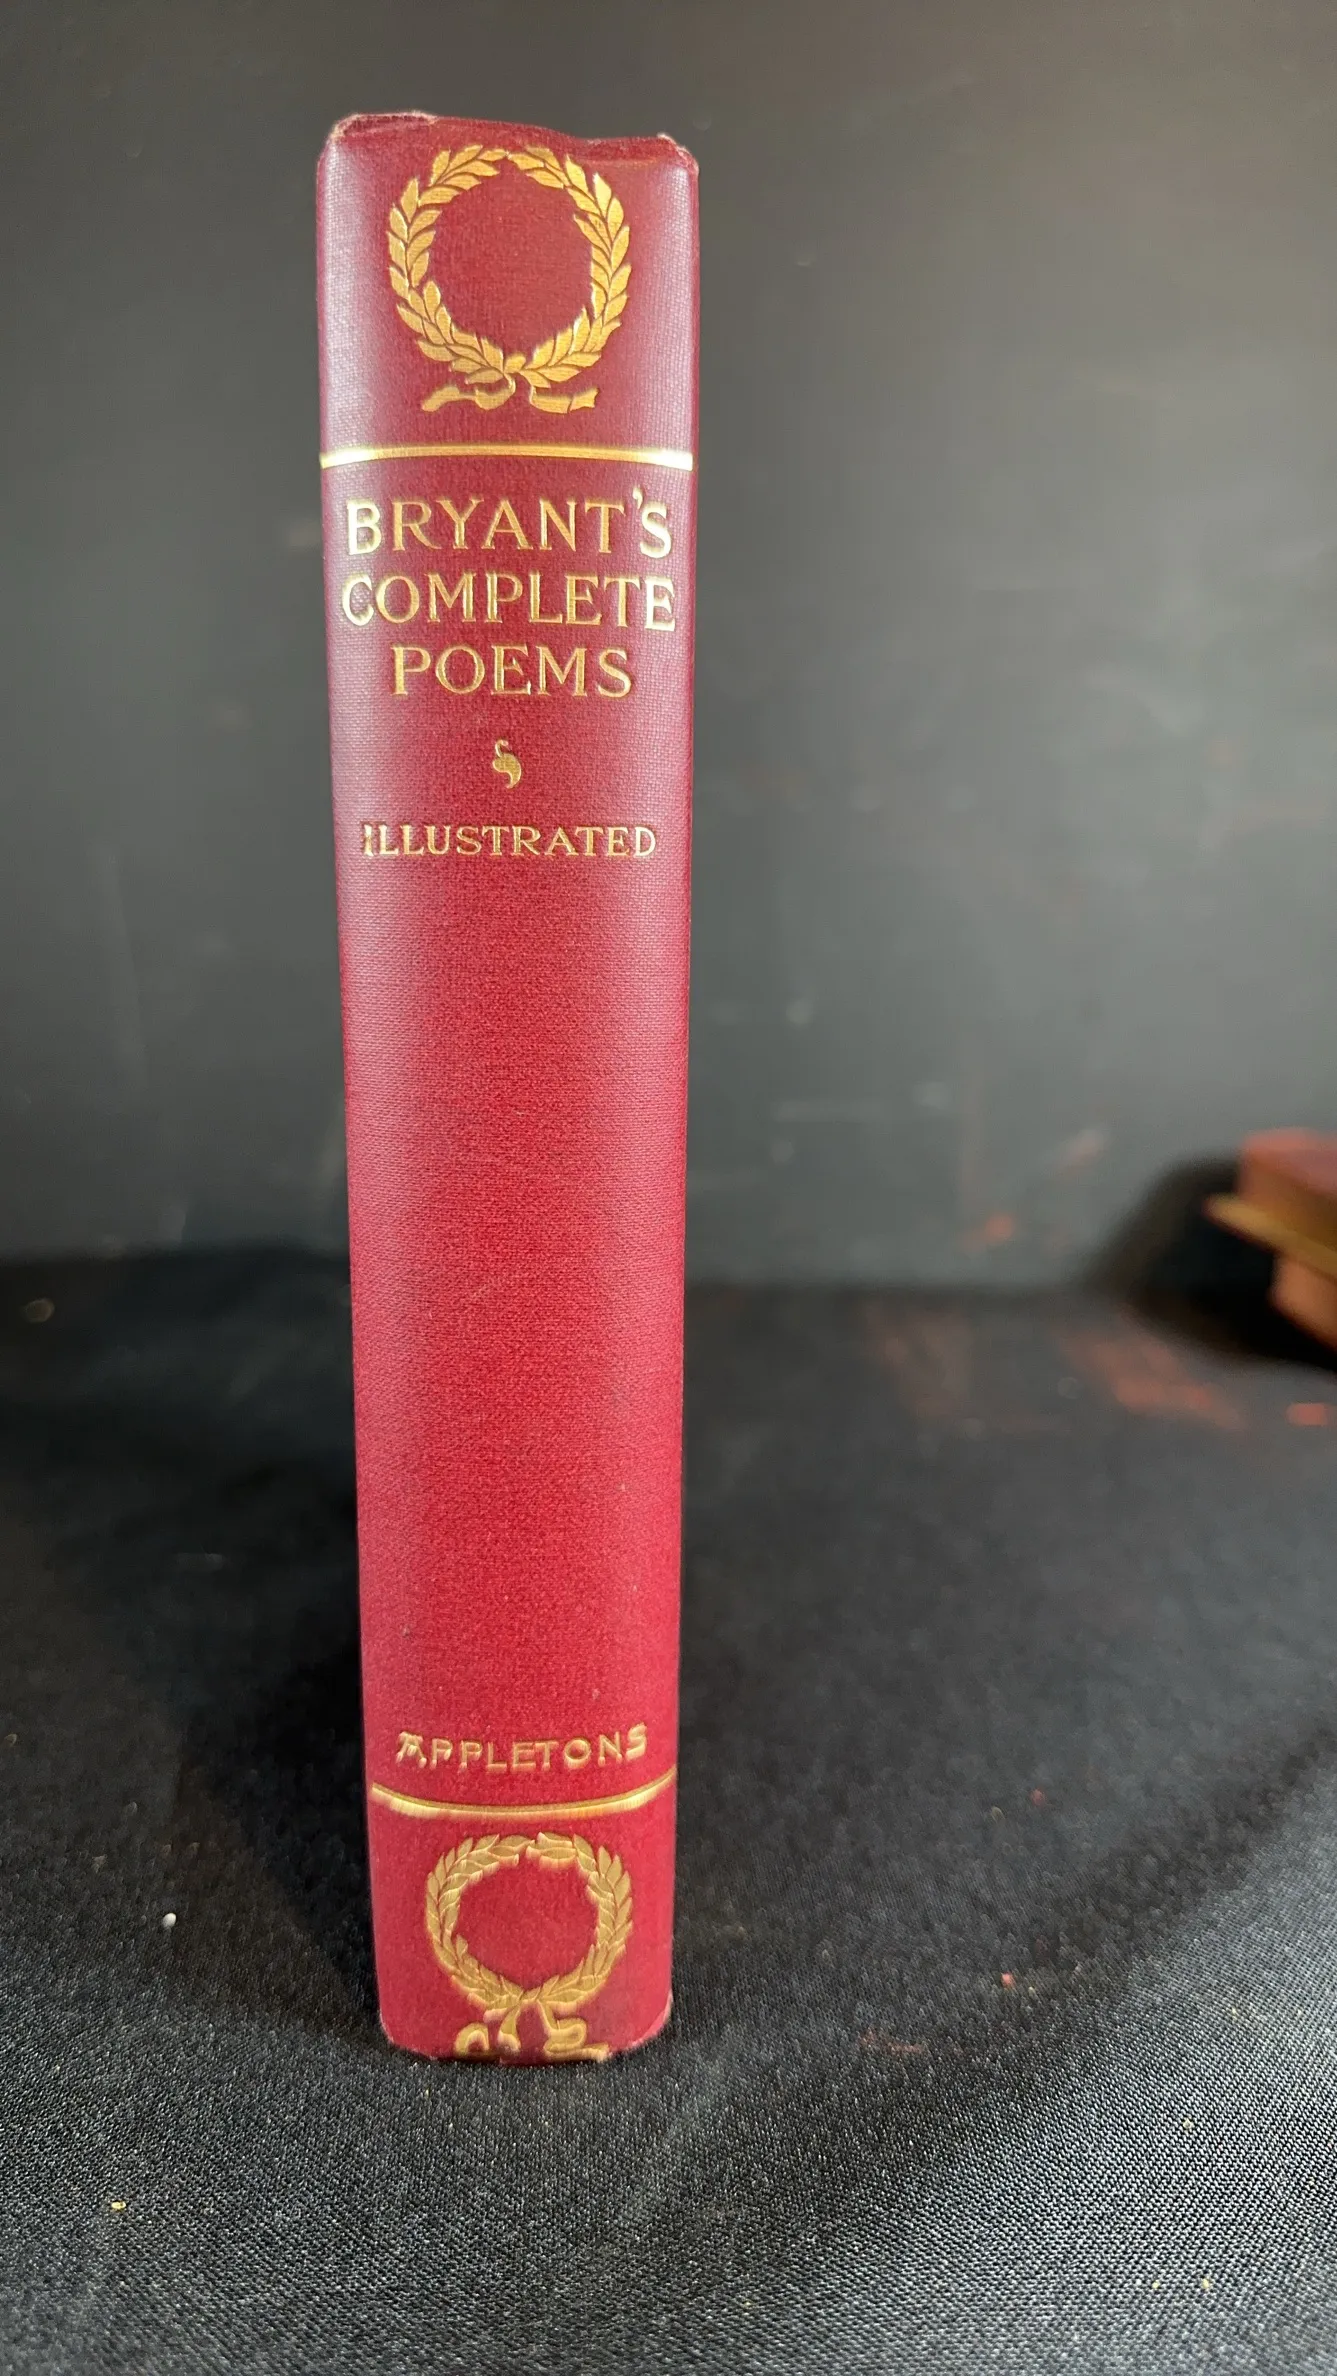 BRYANT'S
COMPLETE
POEMS
ILLUSTRATED
APPLETONS